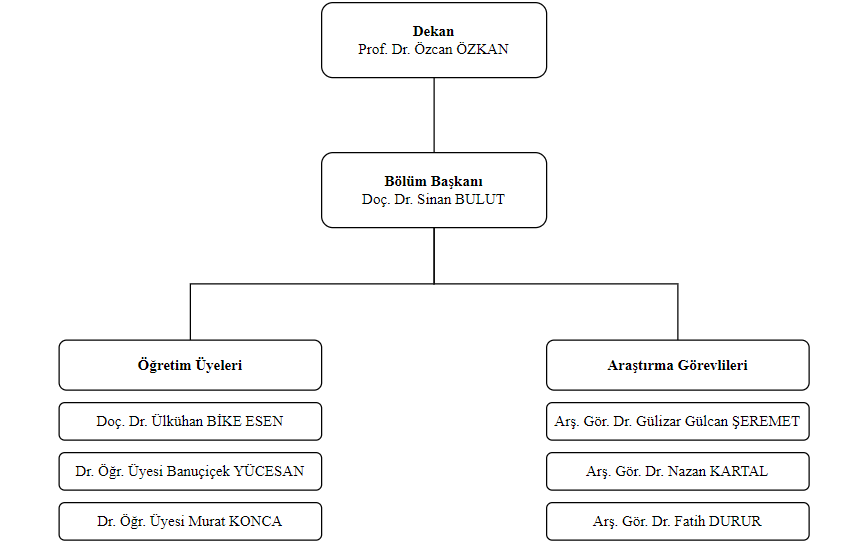 Dekan
Prof. Dr. Özcan ÖZKAN
Bölüm Başkanı
Doç. Dr. Sinan BULUT
Öğretim Üyeleri
Doç. Dr. Ülkühan BİKE ESEN
Dr. Öğr. Üyesi Banuçiçek YÜCESAN
Dr. Öğr. Üyesi Murat KONCA
Araştırma Görevlileri
Arş. Gör. Dr. Gülizar Gülcan ŞEREMET
Arş. Gör. Dr. Nazan KARTAL
Arş. Gör. Dr. Fatih DURUR